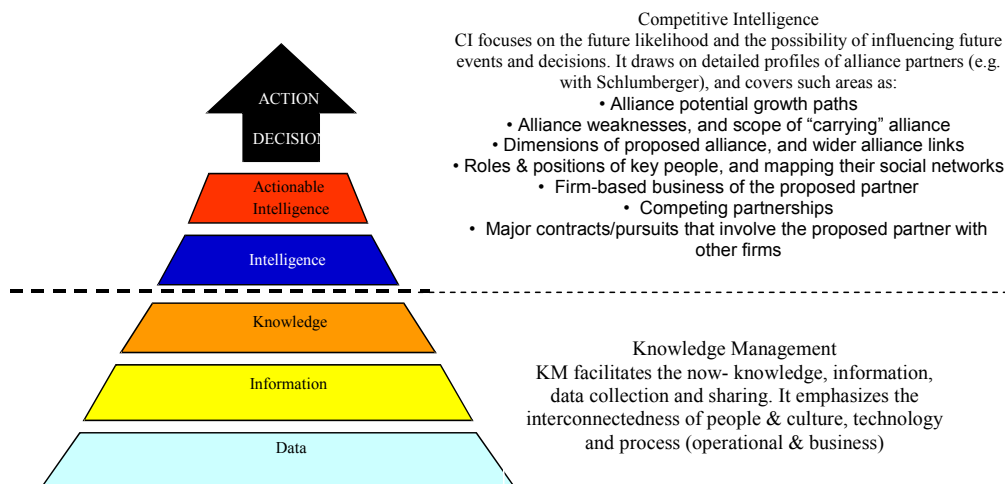 Competitive Intelligence
CI focuses on the future likelihood and the possibility of influencing future
events and decisions. It draws on detailed profiles of alliance partners (e.g.
with Schlumberger), and covers such areas as:
• Alliance potential growth paths
• Alliance weaknesses, and scope of “carrying” alliance
• Dimensions of proposed alliance, and wider alliance links
• Roles & positions of key people, and mapping their social networks
• Firm-based business of the proposed partner
• Competing partnerships
• Major contracts/pursuits that involve the proposed partner with
other firms
ACTION
DECISION
Actionable
Intelligence
Intelligence
Knowledge
Information
Data
Knowledge Management
KM facilitates the now- knowledge, information,
data collection and sharing. It emphasizes the
interconnectedness of people & culture, technology
and process (operational & business)